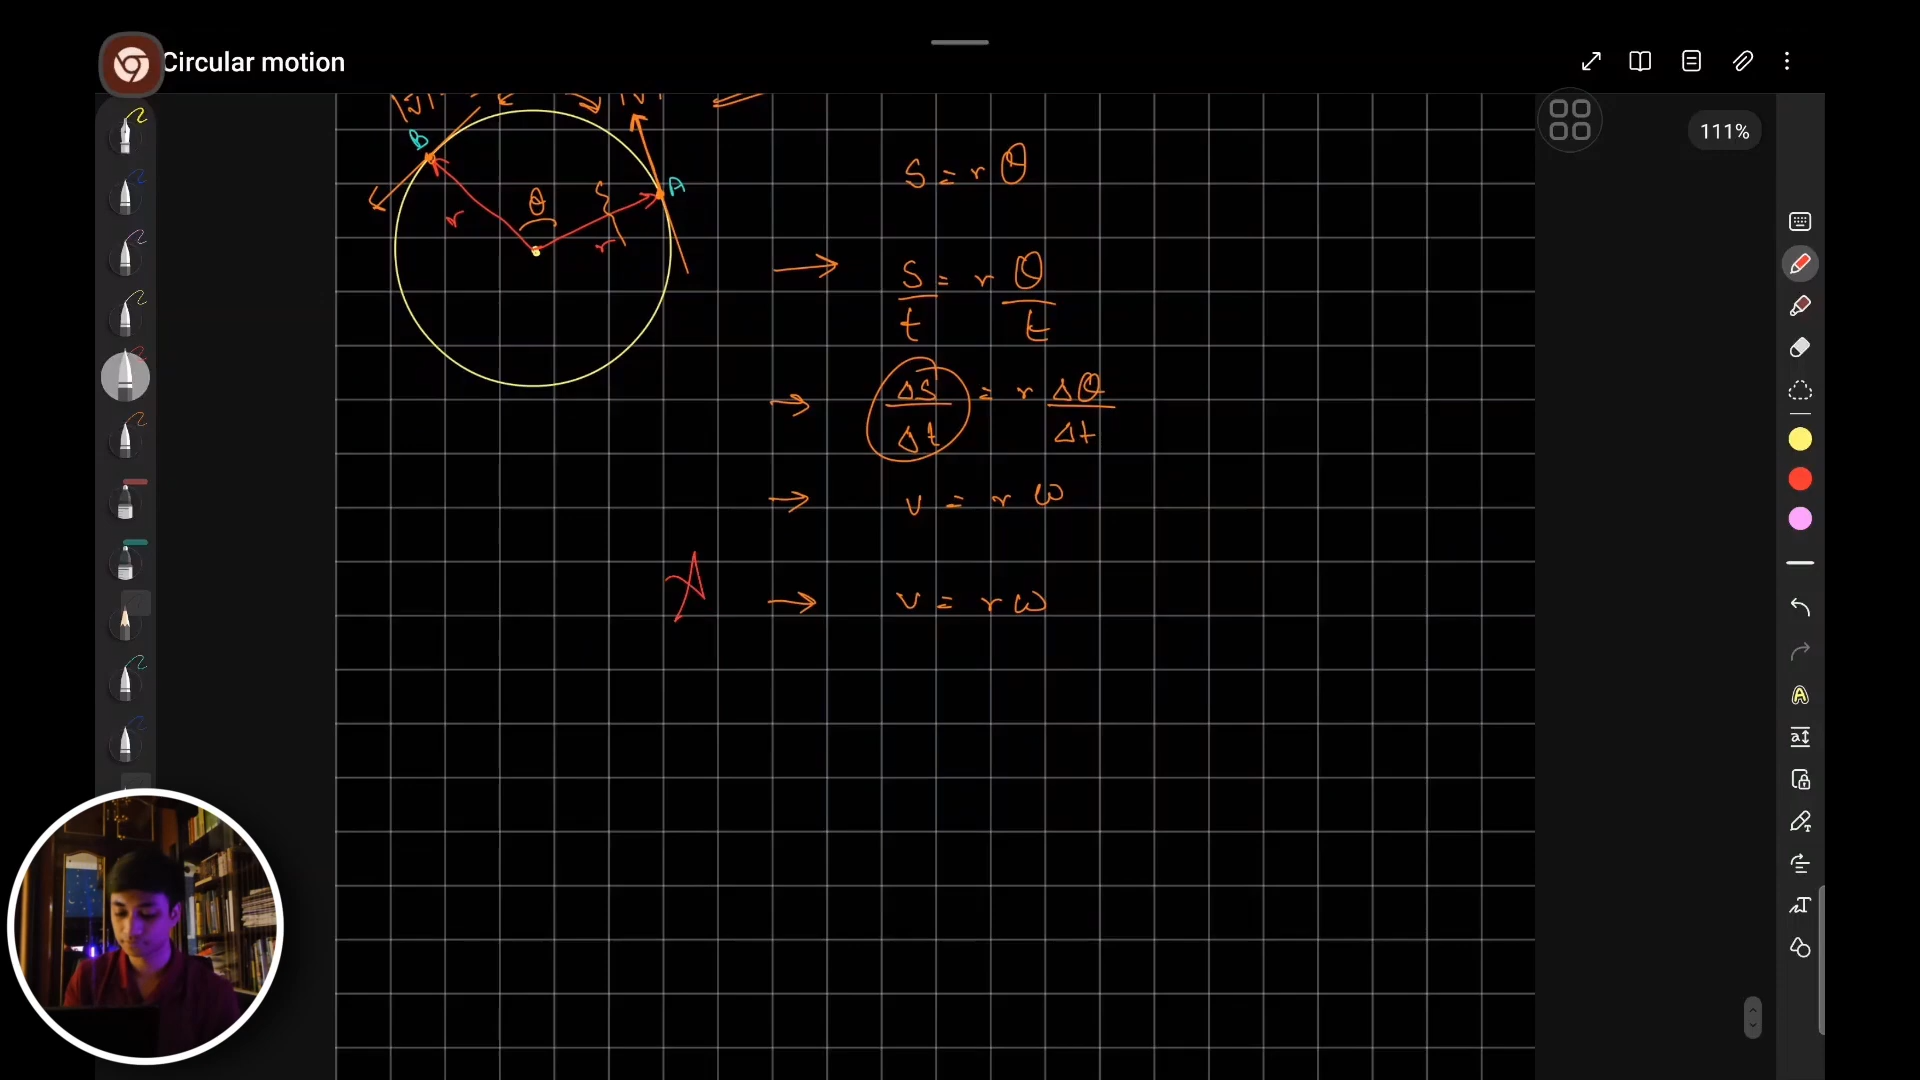 Circular motion
111%
|v|
|v|
B
A
θ
r
r
s = r θ
→ s/t = r θ/t
→ Δs/Δt = r Δθ/Δt
→ v = r ω
→ v = r ω